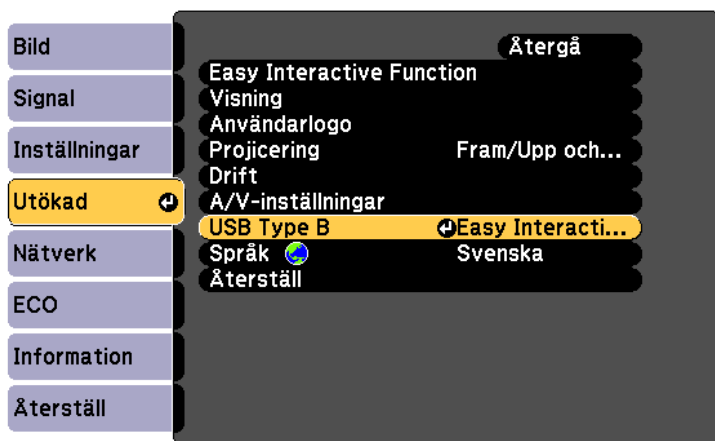 Bild
Signal
Inställningar
Utökad
Nätverk
ECO
Information
Återställ
Återgå
Easy Interactive Function
Visning
Användarlogo
Projicering Fram/Upp och...
Drift
A/V-inställningar
USB Type B Easy Interacti...
Språk Svenska
Återställ